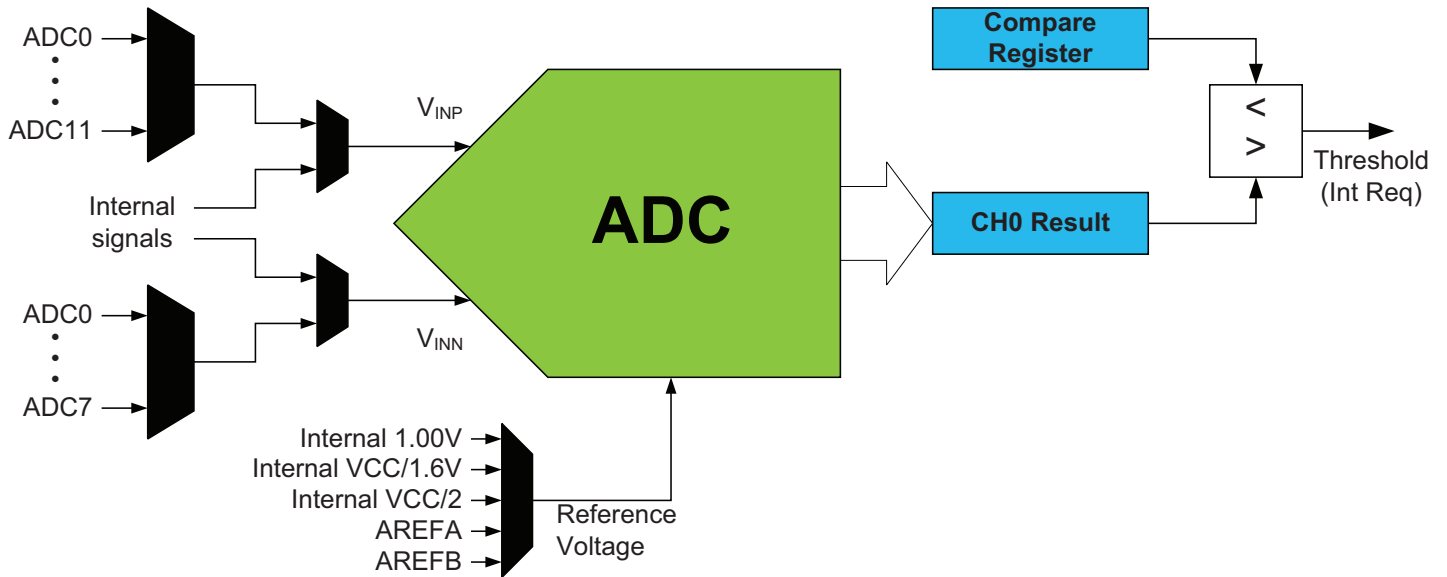 ADC0
ADC11
Internal
signals
ADC0
ADC7
VINP
VINN
ADC
Internal 1.00V
Internal VCC/1.6V
Internal VCC/2
AREFA
AREFB
Reference
Voltage
Compare
Register
CH0 Result
<
>
Threshold
(Int Req)